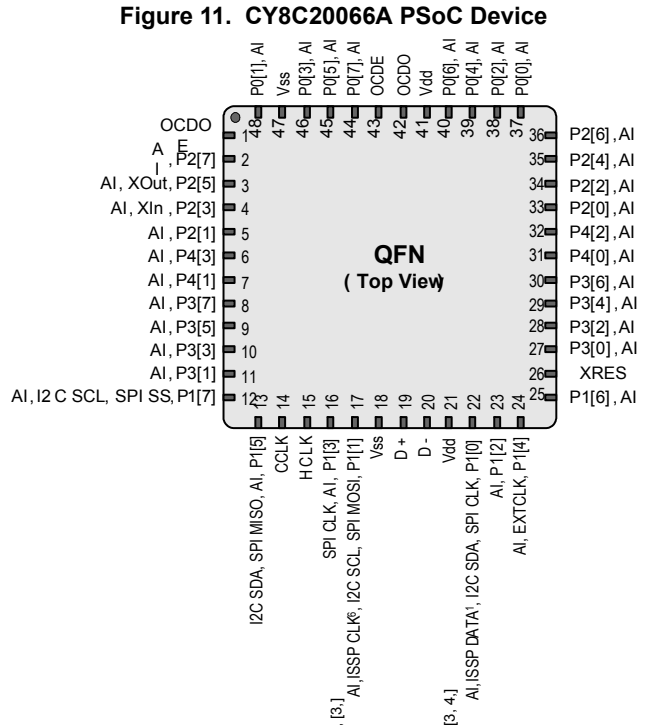 Figure 11. CY8C20066A PSoC Device
P0[1], AI
Vss
P0[3], AI
P0[5], AI
P0[7], AI
OCDE
OCDO
Vdd
P0[6], AI
P0[4], AI
P0[2], AI
P0[0], AI
48 47 46 45 44 43 42 41 40 39 38 37
OCDO
E 1
A
I , P2[7] 2
AI, XOut, P2[5] 3
AI, XIn , P2[3] 4
AI , P2[1] 5
AI , P4[3] 6
AI , P4[1] 7
AI , P3[7] 8
AI , P3[5] 9
AI , P3[3] 10
AI , P3[1] 11
AI , I2 C SCL, SPI SS, P1[7] 12
QFN
( Top View)
36 P2[6] , AI
35 P2[4] , AI
34 P2[2] , AI
33 P2[0] , AI
32 P4[2] , AI
31 P4[0] , AI
30 P3[6] , AI
29 P3[4] , AI
28 P3[2] , AI
27 P3[0] , AI
26 XRES
25 P1[6] , AI
13 14 15 16 17 18 19 20 21 22 23 24
I2C SDA, SPI MISO, AI, P1[5]
CCLK
HCLK
SPI CLK, AI, P1[3]
AI,ISSP CLK6, I2C SCL, SPI MOSI, P1[1]
Vss
D +
D -
Vdd
AI,ISSP DATA1, I2C SDA, SPI CLK, P1[0]
AI, P1[2]
AI, EXTCLK, P1[4]
, [3,]
[3, 4,]